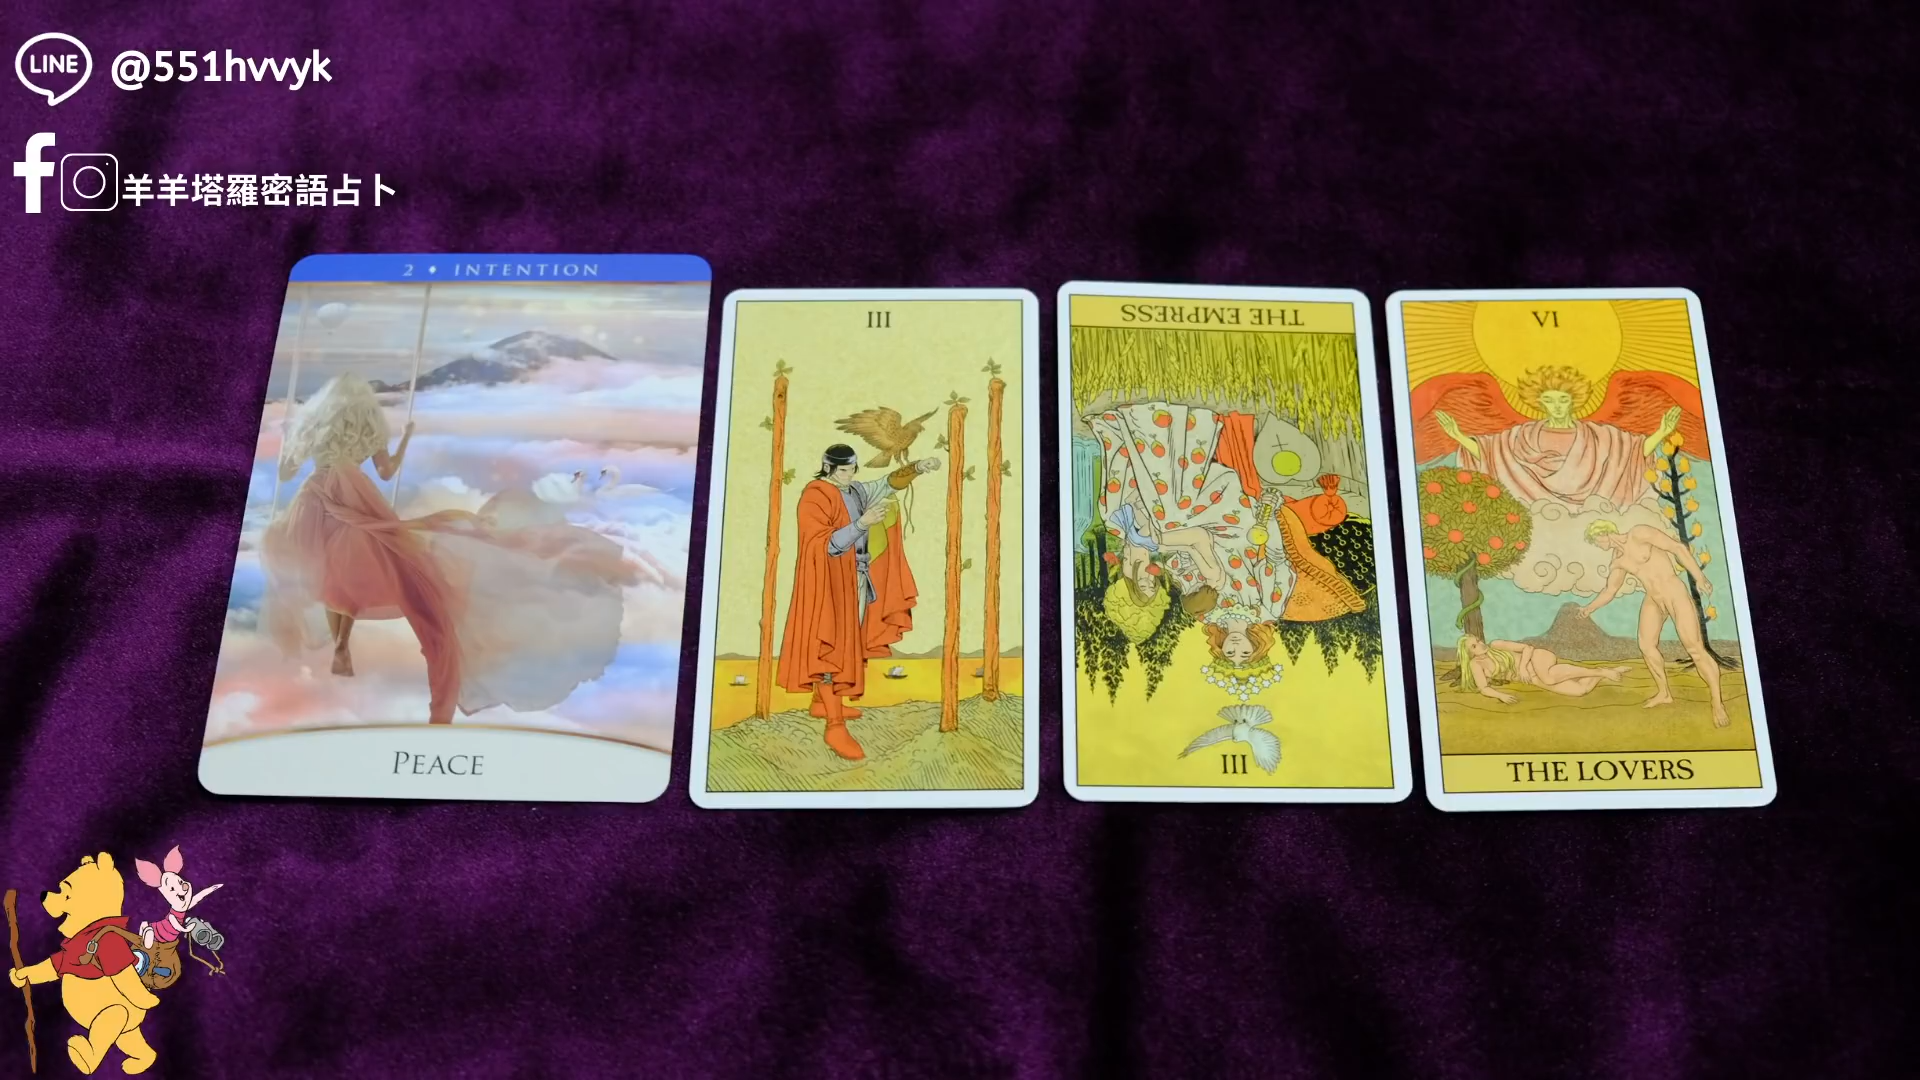 LINE @551hvvyk
羊羊塔羅密語占卜
2 • INTENTION
PEACE
III
THE EMPRESS
III
VI
THE LOVERS